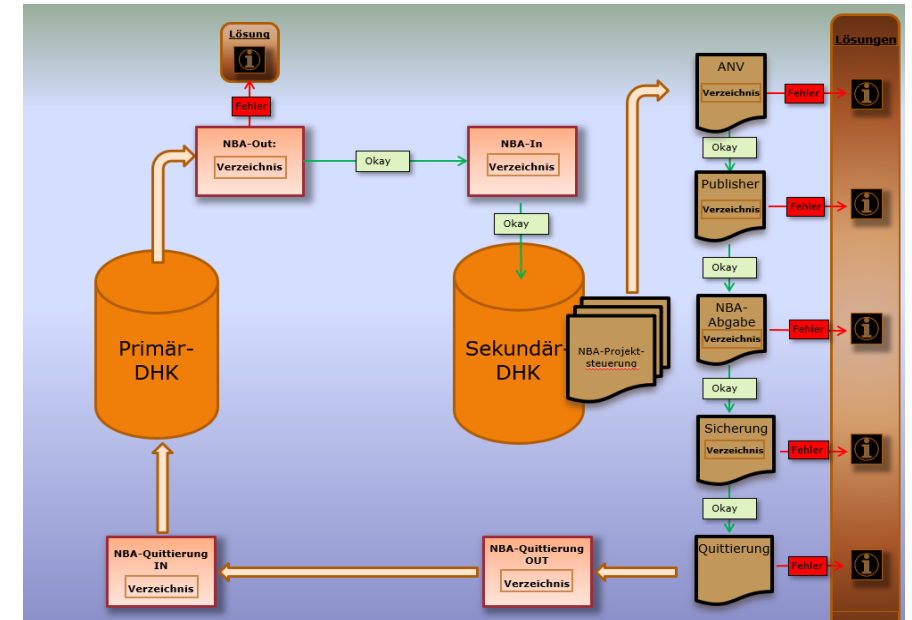 Lösung
Fehler
NBA-Out:
Verzeichnis
Okay
NBA-In
Verzeichnis
Okay
Primär-
DHK
Sekundär-
DHK
NBA-Projekt-
steuerung
ANV
Verzeichnis
Fehler
Okay
Publisher
Verzeichnis
Fehler
Okay
NBA-
Abgabe
Verzeichnis
Fehler
Okay
Sicherung
Verzeichnis
Fehler
Okay
Quittierung
Fehler
Lösungen
NBA-Quittierung
OUT
Verzeichnis
NBA-Quittierung
IN
Verzeichnis